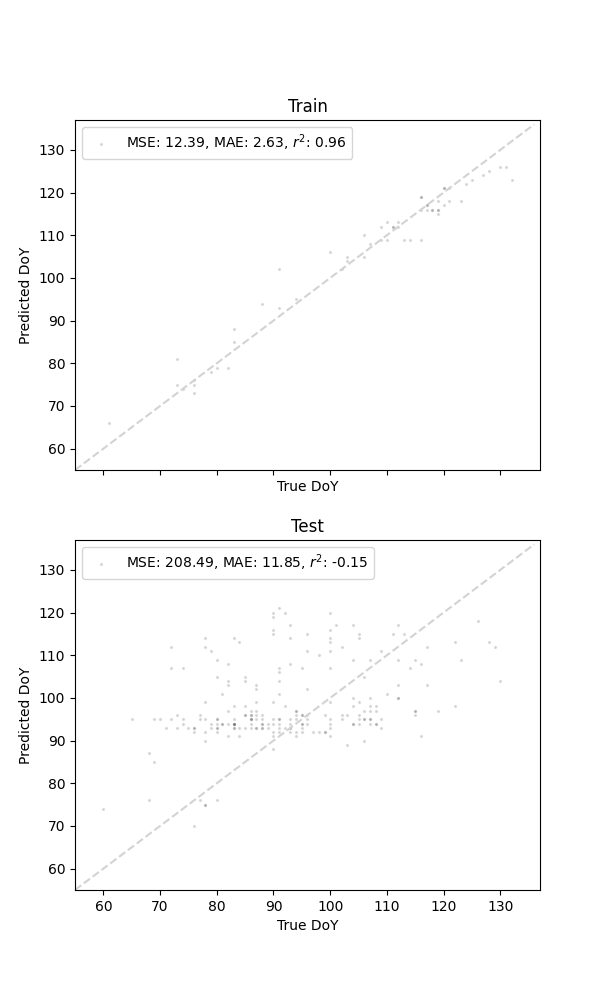 Train
MSE: 12.39, MAE: 2.63, r²: 0.96
130
120
110
100
90
80
70
60
Predicted DoY
True DoY
Test
MSE: 208.49, MAE: 11.85, r²: -0.15
130
120
110
100
90
80
70
60
Predicted DoY
60 70 80 90 100 110 120 130
True DoY